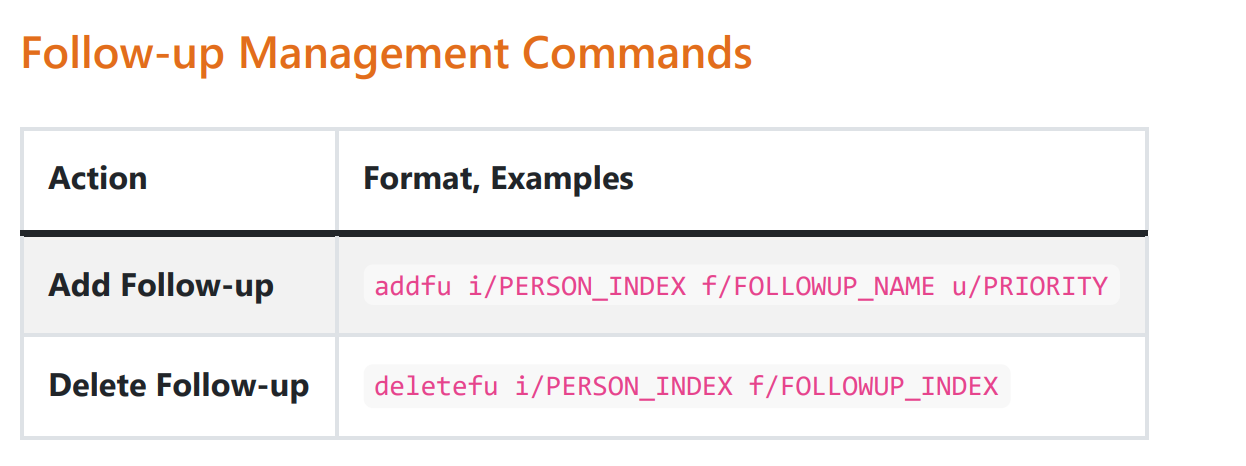 Follow-up Management Commands
Action Format, Examples
Add Follow-up addfu i/PERSON_INDEX f/FOLLOWUP_NAME u/PRIORITY
Delete Follow-up deletefu i/PERSON_INDEX f/FOLLOWUP_INDEX